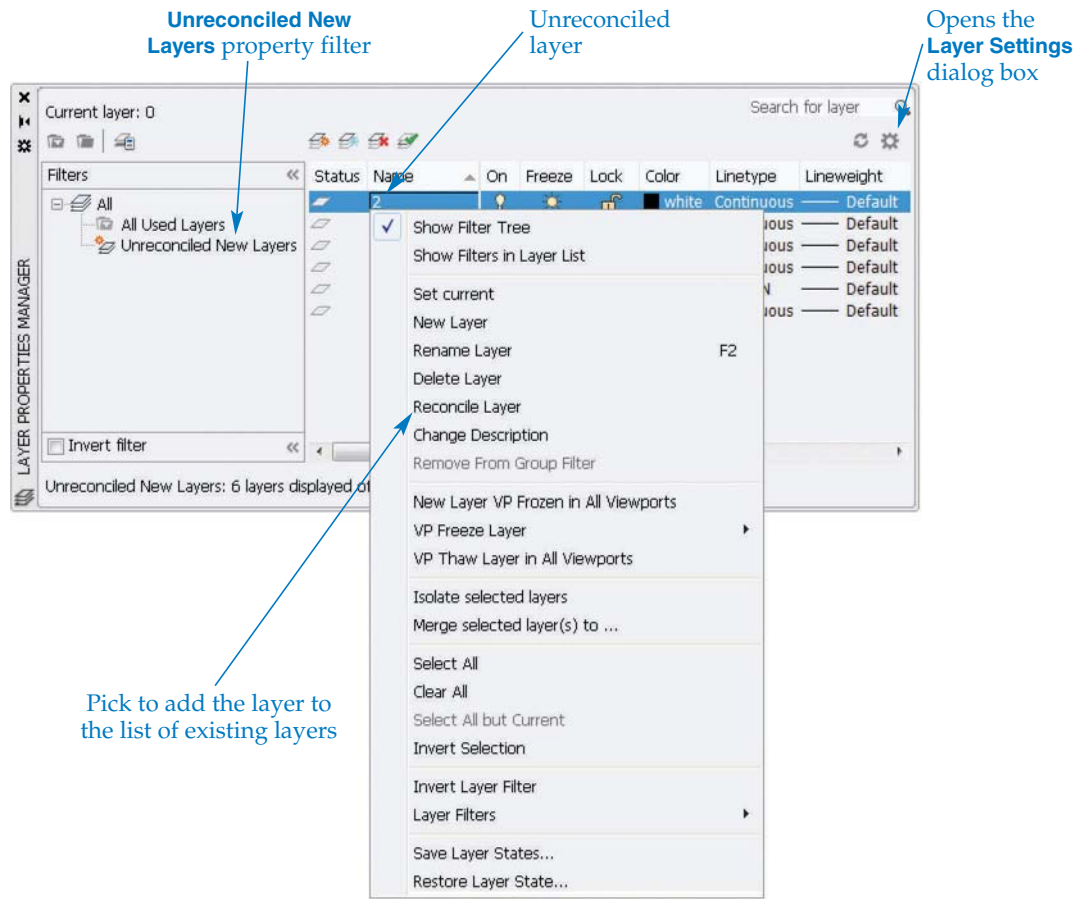 Unreconciled New
Layers property filter
Unreconciled
layer
Opens the
Layer Settings
dialog box
Current layer: 0
Search for layer
Filters
Status Name On Freeze Lock Color Linetype Lineweight
All
All Used Layers
Unreconciled New Layers
2 white Continuous Default
ious Default
ious Default
ious Default
N Default
ious Default
Invert filter
Unreconciled New Layers: 6 layers displayed of
LAYER PROPERTIES MANAGER
Show Filter Tree
Show Filters in Layer List
Set current
New Layer
Rename Layer F2
Delete Layer
Reconcile Layer
Change Description
Remove From Group Filter
New Layer VP Frozen in All Viewports
VP Freeze Layer
VP Thaw Layer in All Viewports
Isolate selected layers
Merge selected layer(s) to ...
Select All
Clear All
Select All but Current
Invert Selection
Invert Layer Filter
Layer Filters
Save Layer States...
Restore Layer State...
Pick to add the layer to
the list of existing layers